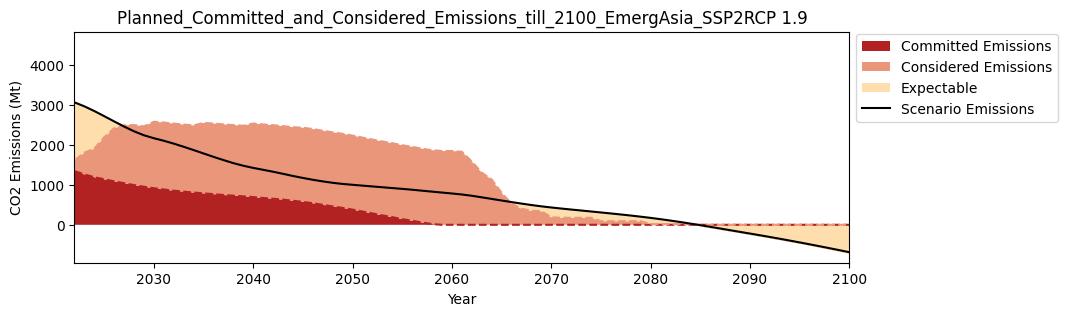 Planned_Committed_and_Considered_Emissions_till_2100_EmergAsia_SSP2RCP 1.9
4000
3000
2000
1000
0
CO2 Emissions (Mt)
2030 2040 2050 2060 2070 2080 2090 2100
Year
Committed Emissions
Considered Emissions
Expectable
Scenario Emissions